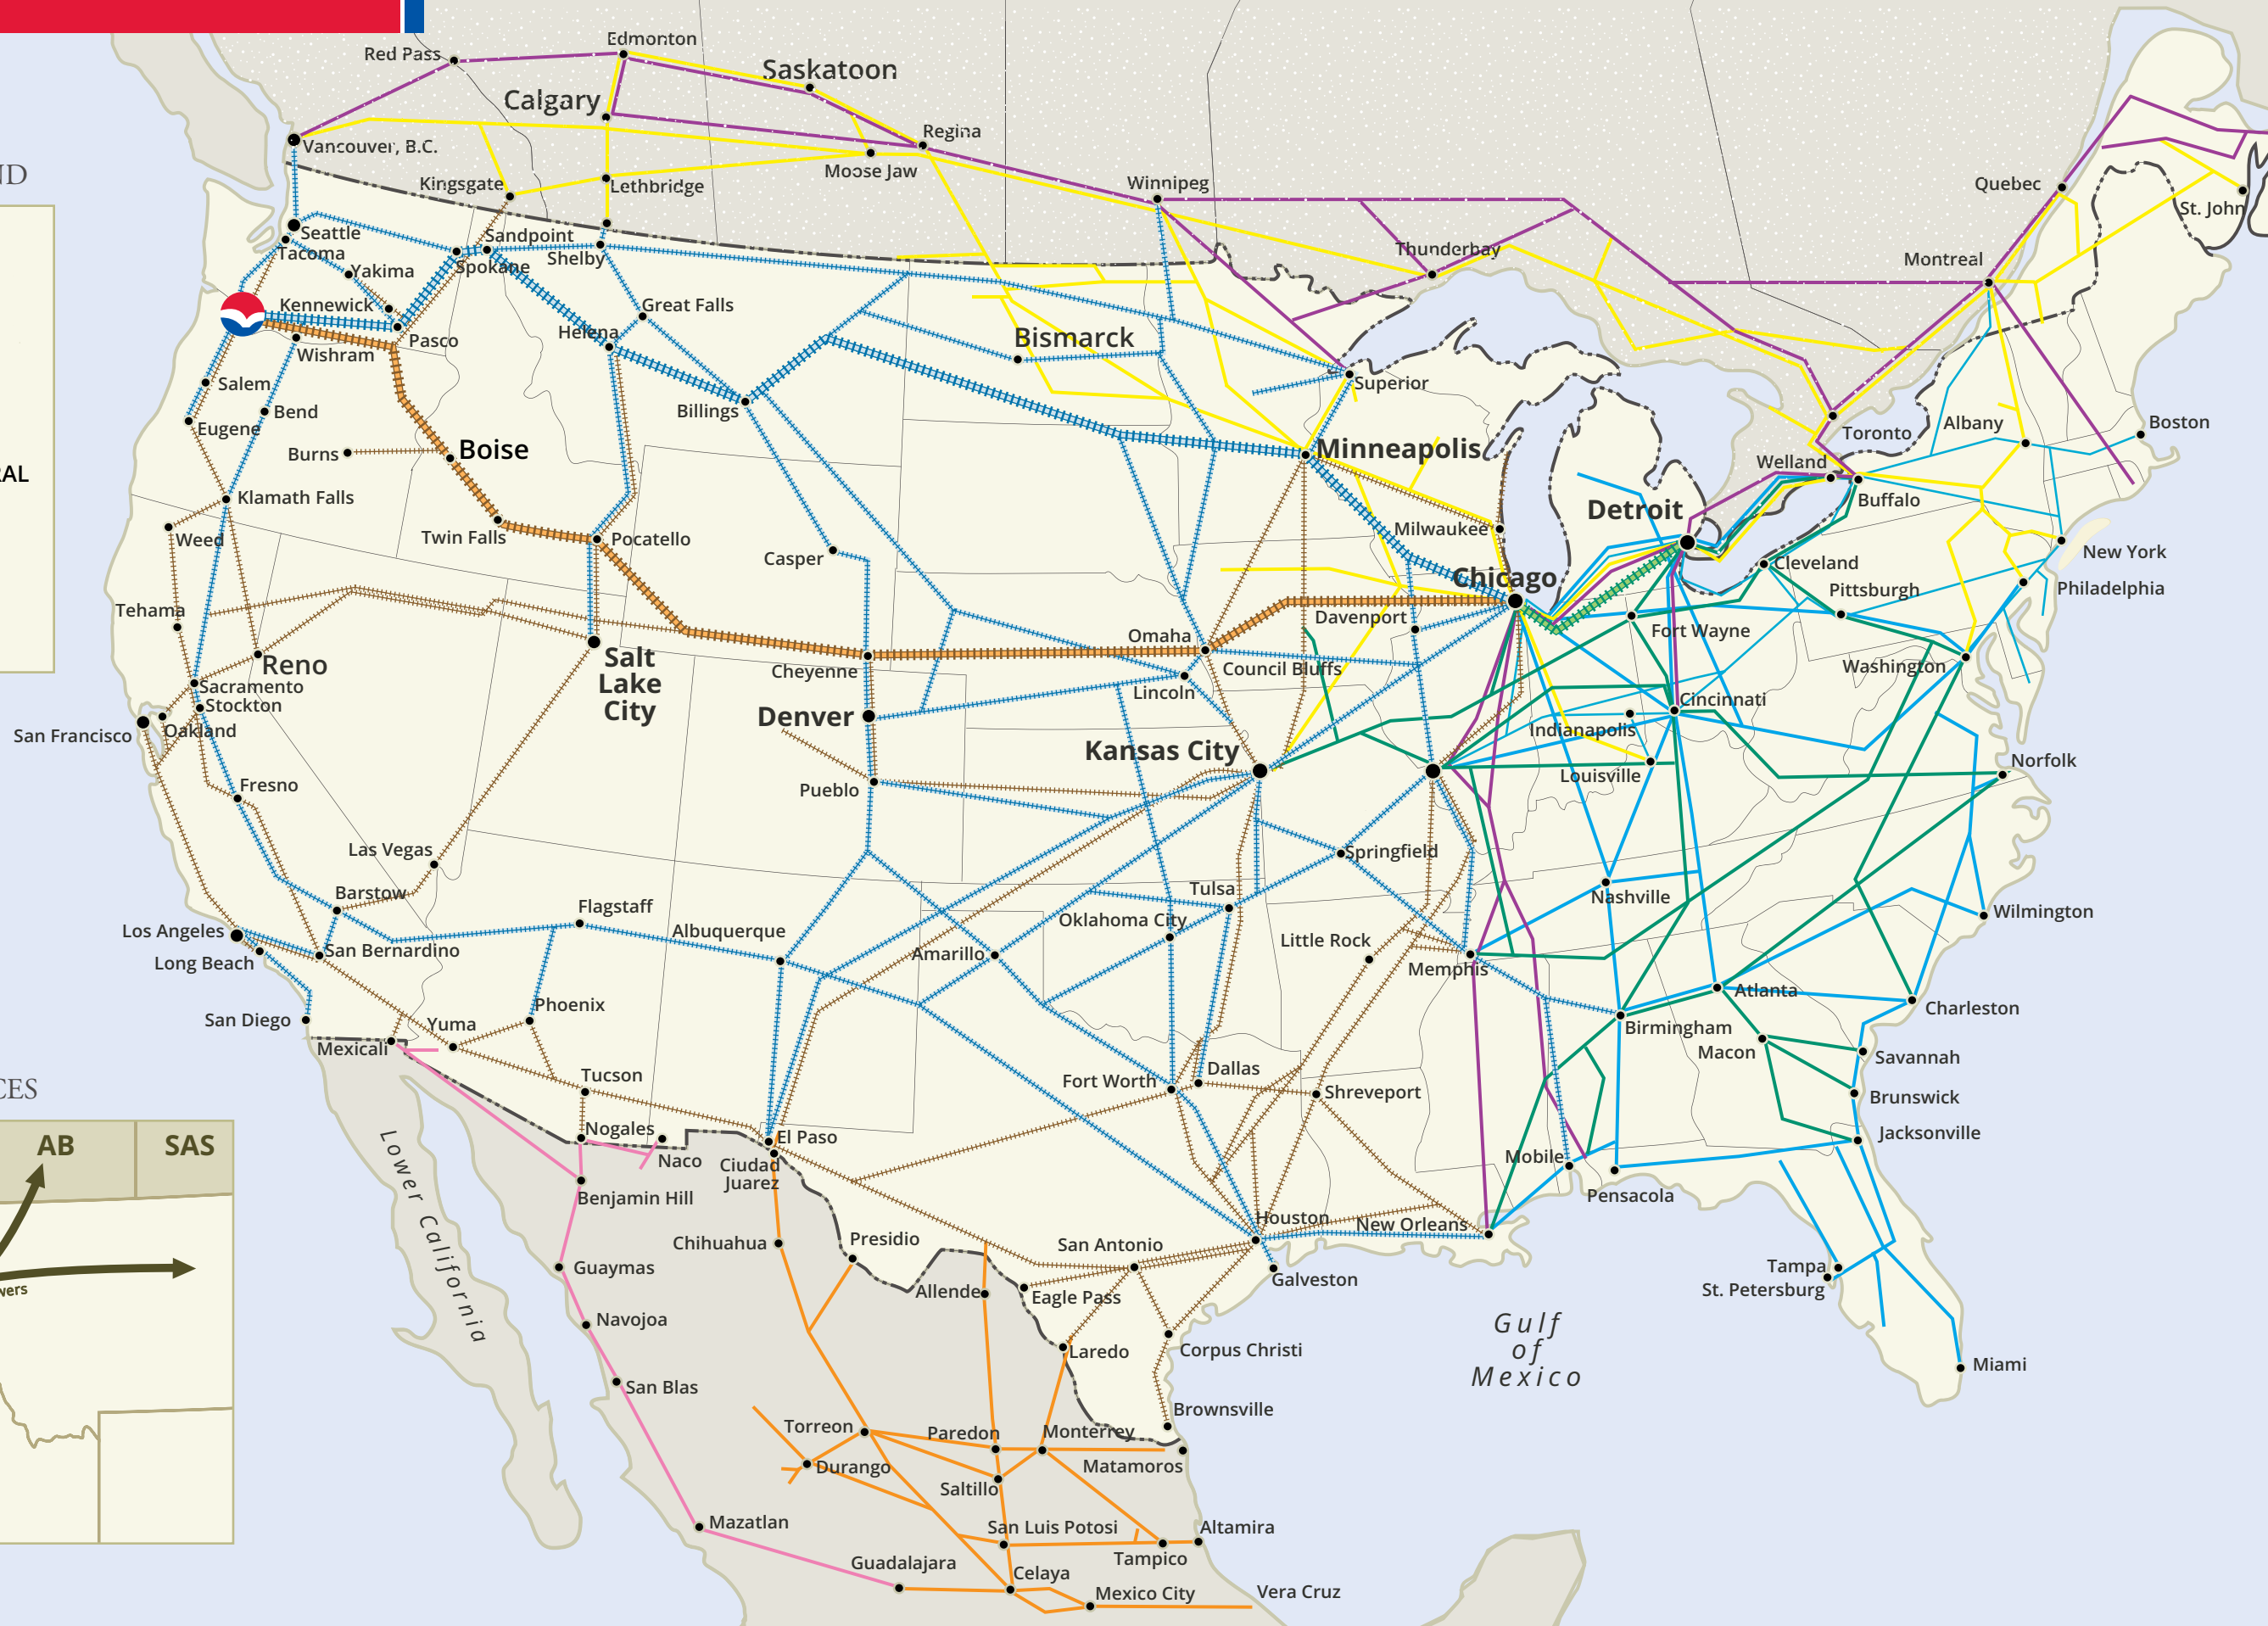 ND
AL
CES
AB
SAS
wers
Edmonton
Red Pass
Saskatoon
Calgary
Regina
Vancouver, B.C.
Moose Jaw
Kingsgate
Lethbridge
Winnipeg
Quebec
St. John
Seattle
Sandpoint
Tacoma
Spokane
Shelby
Thunderbay
Montreal
Yakima
Kennewick
Great Falls
Helena
Bismarck
Pasco
Wishram
Salem
Superior
Billings
Bend
Eugene
Toronto
Albany
Boston
Burns
Boise
Minneapolis
Welland
Klamath Falls
Buffalo
Detroit
Weed
Twin Falls
Pocatello
Milwaukee
New York
Casper
Chicago
Cleveland
Pittsburgh
Philadelphia
Tehama
Davenport
Fort Wayne
Omaha
Reno
Salt
Lake
City
Cheyenne
Council Bluffs
Washington
Sacramento
Lincoln
Stockton
Cincinnati
Denver
Oakland
San Francisco
Indianapolis
Kansas City
Norfolk
Louisville
Fresno
Pueblo
Las Vegas
Springfield
Barstow
Tulsa
Nashville
Flagstaff
Oklahoma City
Wilmington
Los Angeles
Albuquerque
Little Rock
San Bernardino
Amarillo
Long Beach
Memphis
Atlanta
Phoenix
Charleston
San Diego
Yuma
Birmingham
Mexicali
Macon
Savannah
Tucson
Fort Worth
Dallas
Shreveport
Brunswick
Nogales
El Paso
Jacksonville
Naco
Ciudad
Juarez
Mobile
Benjamin Hill
Pensacola
Lower California
Houston
New Orleans
Chihuahua
Presidio
San Antonio
Guaymas
Tampa
Galveston
St. Petersburg
Allende
Eagle Pass
Navojoa
Gulf
of
Mexico
Laredo
Corpus Christi
Miami
San Blas
Brownsville
Torreon
Paredon
Monterrey
Durango
Matamoros
Saltillo
Mazatlan
San Luis Potosi
Altamira
Tampico
Guadalajara
Celaya
Mexico City
Vera Cruz